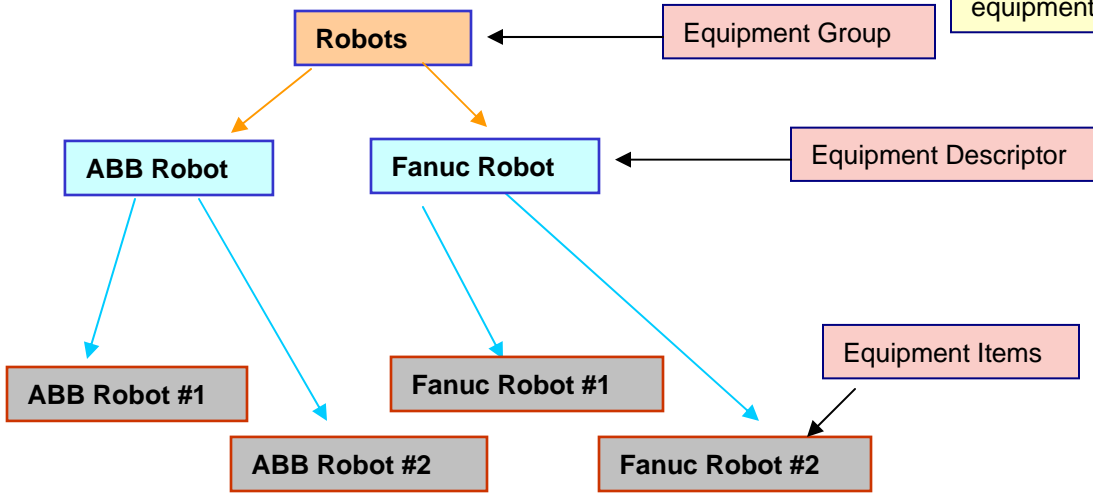 equipment
Robots
Equipment Group
ABB Robot
Fanuc Robot
Equipment Descriptor
Equipment Items
ABB Robot #1
Fanuc Robot #1
ABB Robot #2
Fanuc Robot #2